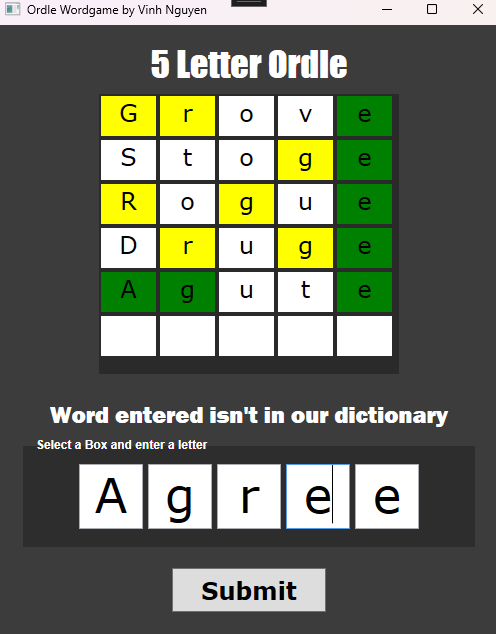 Ordle Wordgame by Vinh Nguyen
5 Letter Ordle
G r o v e
S t o g e
R o g u e
D r u g e
A g u t e
Word entered isn't in our dictionary
Select a Box and enter a letter
A g r e e
Submit